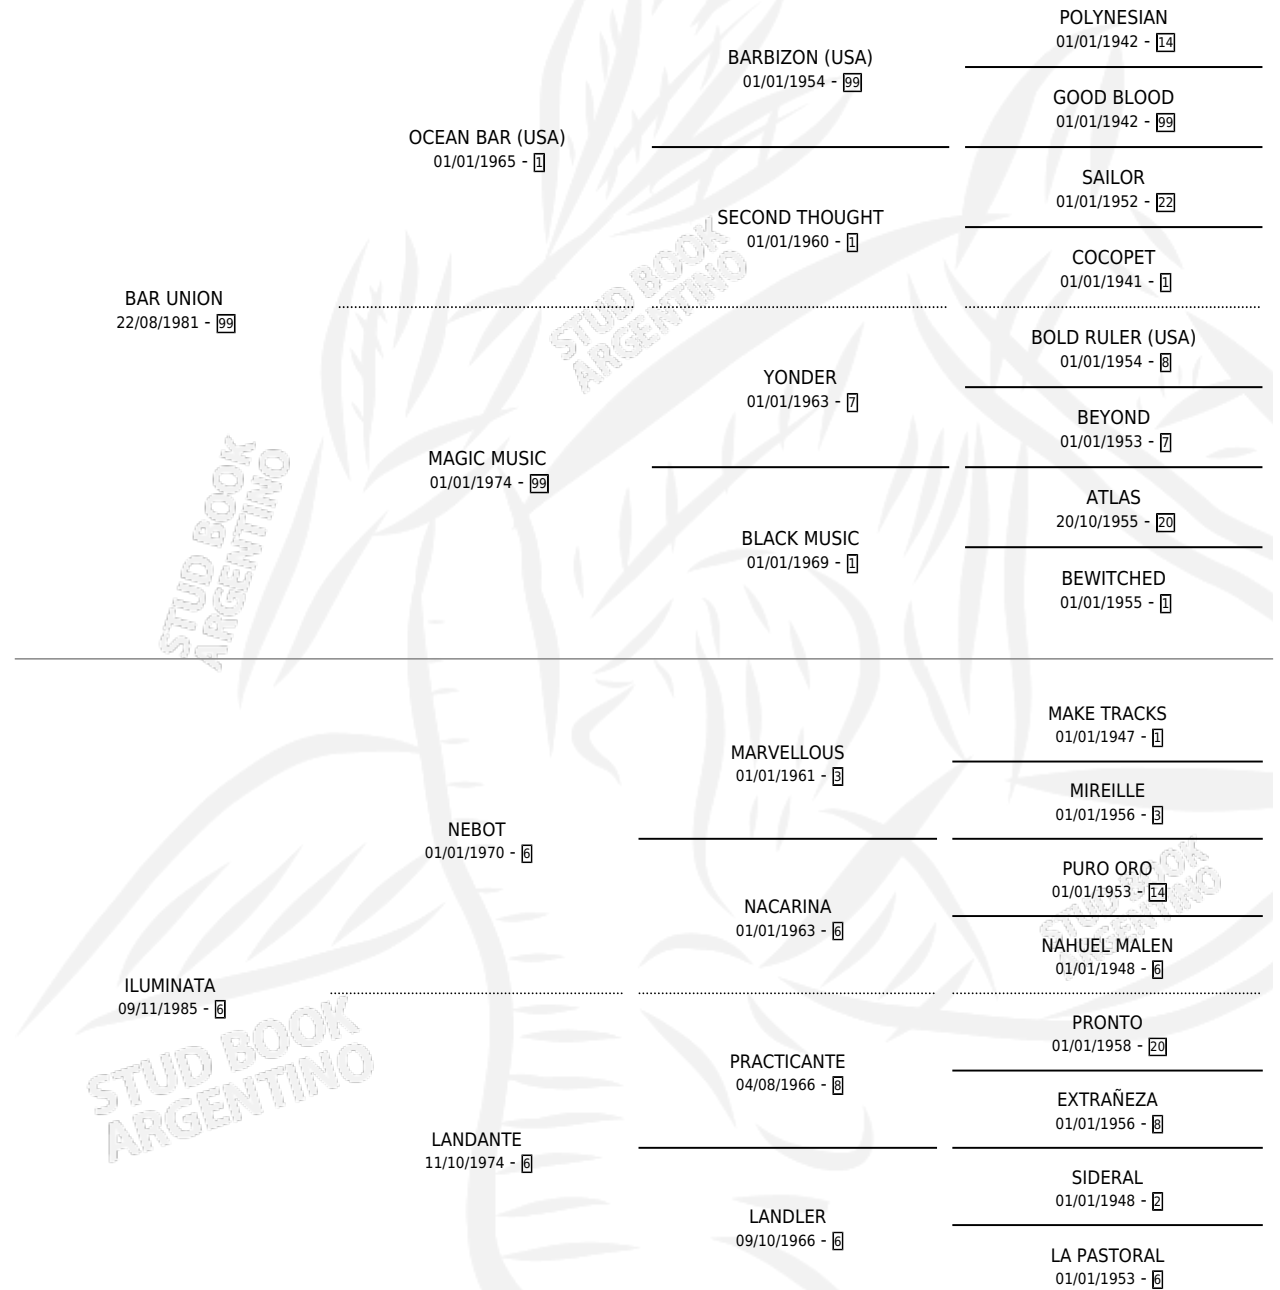 POLYNESIAN
01/01/1942 - 14
BARBIZON (USA)
01/01/1954 - 99
GOOD BLOOD
01/01/1942 - 99
OCEAN BAR (USA)
01/01/1965 - 1
SAILOR
01/01/1952 - 22
SECOND THOUGHT
01/01/1960 - 1
COCOPET
01/01/1941 - 1
BAR UNION
22/08/1981 - 99
BOLD RULER (USA)
01/01/1954 - 8
YONDER
01/01/1963 - 7
BEYOND
01/01/1953 - 7
MAGIC MUSIC
01/01/1974 - 99
ATLAS
20/10/1955 - 20
BLACK MUSIC
01/01/1969 - 1
BEWITCHED
01/01/1955 - 1
MAKE TRACKS
01/01/1947 - 1
MARVELLOUS
01/01/1961 - 3
MIREILLE
01/01/1956 - 3
NEBOT
01/01/1970 - 6
PURO ORO
01/01/1953 - 14
NACARINA
01/01/1963 - 6
NAHUEL MALEN
01/01/1948 - 6
ILUMINATA
09/11/1985 - 6
PRONTO
01/01/1958 - 20
PRACTICANTE
04/08/1966 - 8
EXTRAÑEZA
01/01/1956 - 8
LANDANTE
11/10/1974 - 6
SIDERAL
01/01/1948 - 2
LANDLER
09/10/1966 - 6
LA PASTORAL
01/01/1953 - 6
STUD BOOK
ARGENTINO
STUD BOOK
ARGENTINO
STUD BOOK
ARGENTINO
STUD BOOK
ARGENTINO